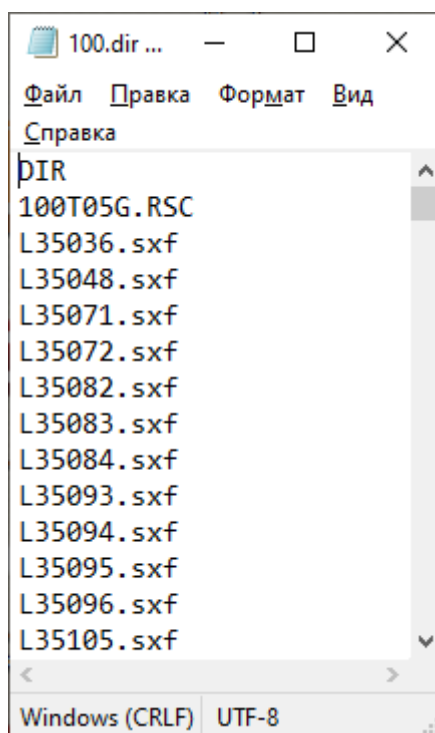 100.dir ...
Файл Правка Формат Вид
Справка
DIR
100T05G.RSC
L35036.sxf
L35048.sxf
L35071.sxf
L35072.sxf
L35082.sxf
L35083.sxf
L35084.sxf
L35093.sxf
L35094.sxf
L35095.sxf
L35096.sxf
L35105.sxf
Windows (CRLF) UTF-8